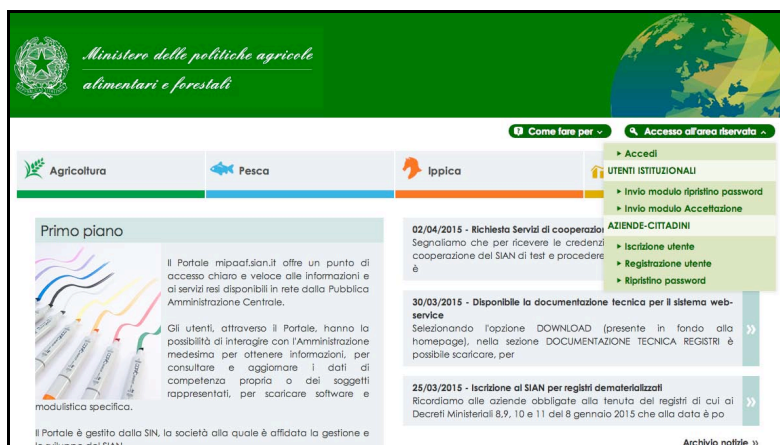 Ministero delle politiche agricole
alimentari e forestali
Come fare per
Accesso all'area riservata
Agricoltura
Pesca
Ippica
Accedi
UTENTI ISTITUZIONALI
Invio modulo ripristino password
Invio modulo Accettazione
AZIENDE-CITTADINI
Iscrizione utente
Registrazione utente
Ripristino password
Primo piano
Il Portale mipaaf.sian.it offre un punto di
accesso chiaro e veloce alle informazioni e
ai servizi resi disponibili in rete dalla Pubblica
Amministrazione Centrale.
Gli utenti, attraverso il Portale, hanno la
possibilità di interagire con l'Amministrazione
medesima per ottenere informazioni, per
consultare e aggiornare i dati di
competenza propria o dei soggetti
rappresentati, per scaricare software e
modulistica specifica.
Il Portale è gestito dalla SIN, la società alla quale è affidata la gestione e
lo sviluppo del SIAN
02/04/2015 - Richiesta Servizi di cooperazion
Segnaliamo che per ricevere le credenzi
cooperazione del SIAN di test e procedere
è
30/03/2015 - Disponibile la documentazione tecnica per il sistema web-
service
Selezionando l'opzione DOWNLOAD (presente in fondo alla
homepage), nella sezione DOCUMENTAZIONE TECNICA REGISTRI è
possibile scaricare, per
25/03/2015 - Iscrizione al SIAN per registri dematerializzati
Ricordiamo alle aziende obbligate alla tenuta del registri di cui ai
Decreti Ministeriali 8,9, 10 e 11 del 8 gennaio 2015 che alla data è po
Archivio notizie »